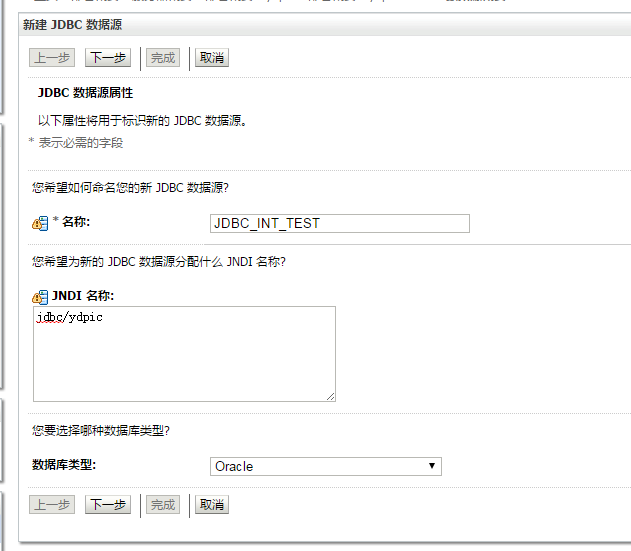 新建 JDBC 数据源
上一步 下一步 完成 取消
JDBC 数据源属性
以下属性将用于标识新的 JDBC 数据源。
* 表示必需的字段
您希望如何命名您的新 JDBC 数据源?
* 名称: JDBC_INT_TEST
您希望为新的 JDBC 数据源分配什么 JNDI 名称?
JNDI 名称:
jdbc/ydpic
您要选择哪种数据库类型?
数据库类型: Oracle
上一步 下一步 完成 取消